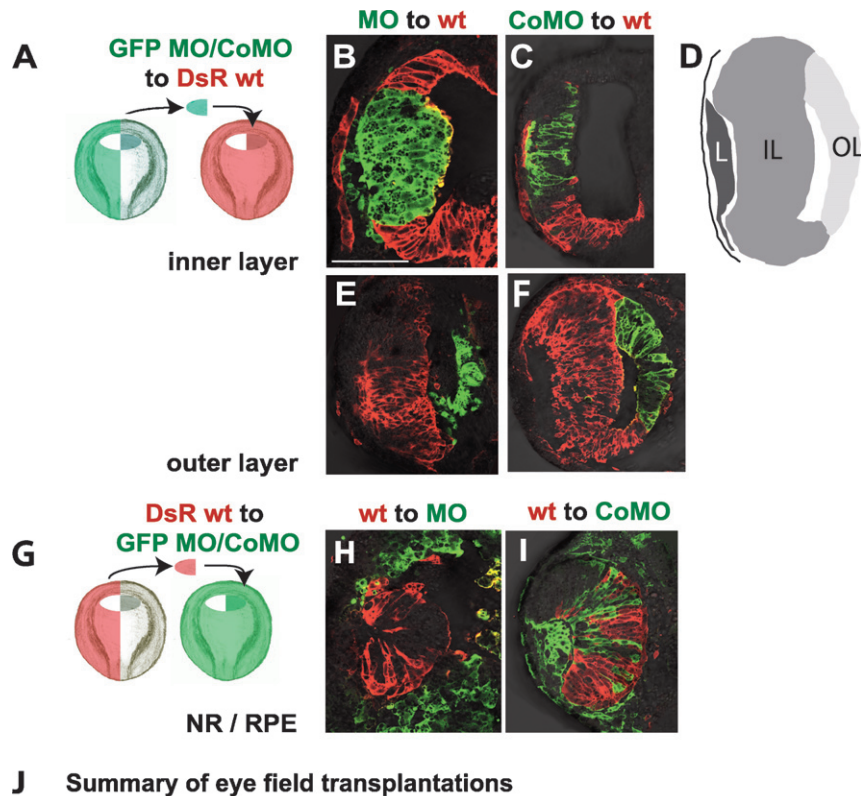 MO to wt
CoMO to wt
A
GFP MO/CoMO
to DsR wt
B
C
D
L
IL
OL
inner layer
E
F
outer layer
DsR wt to
GFP MO/CoMO
wt to MO
wt to CoMO
G
H
I
NR / RPE
J Summary of eye field transplantations